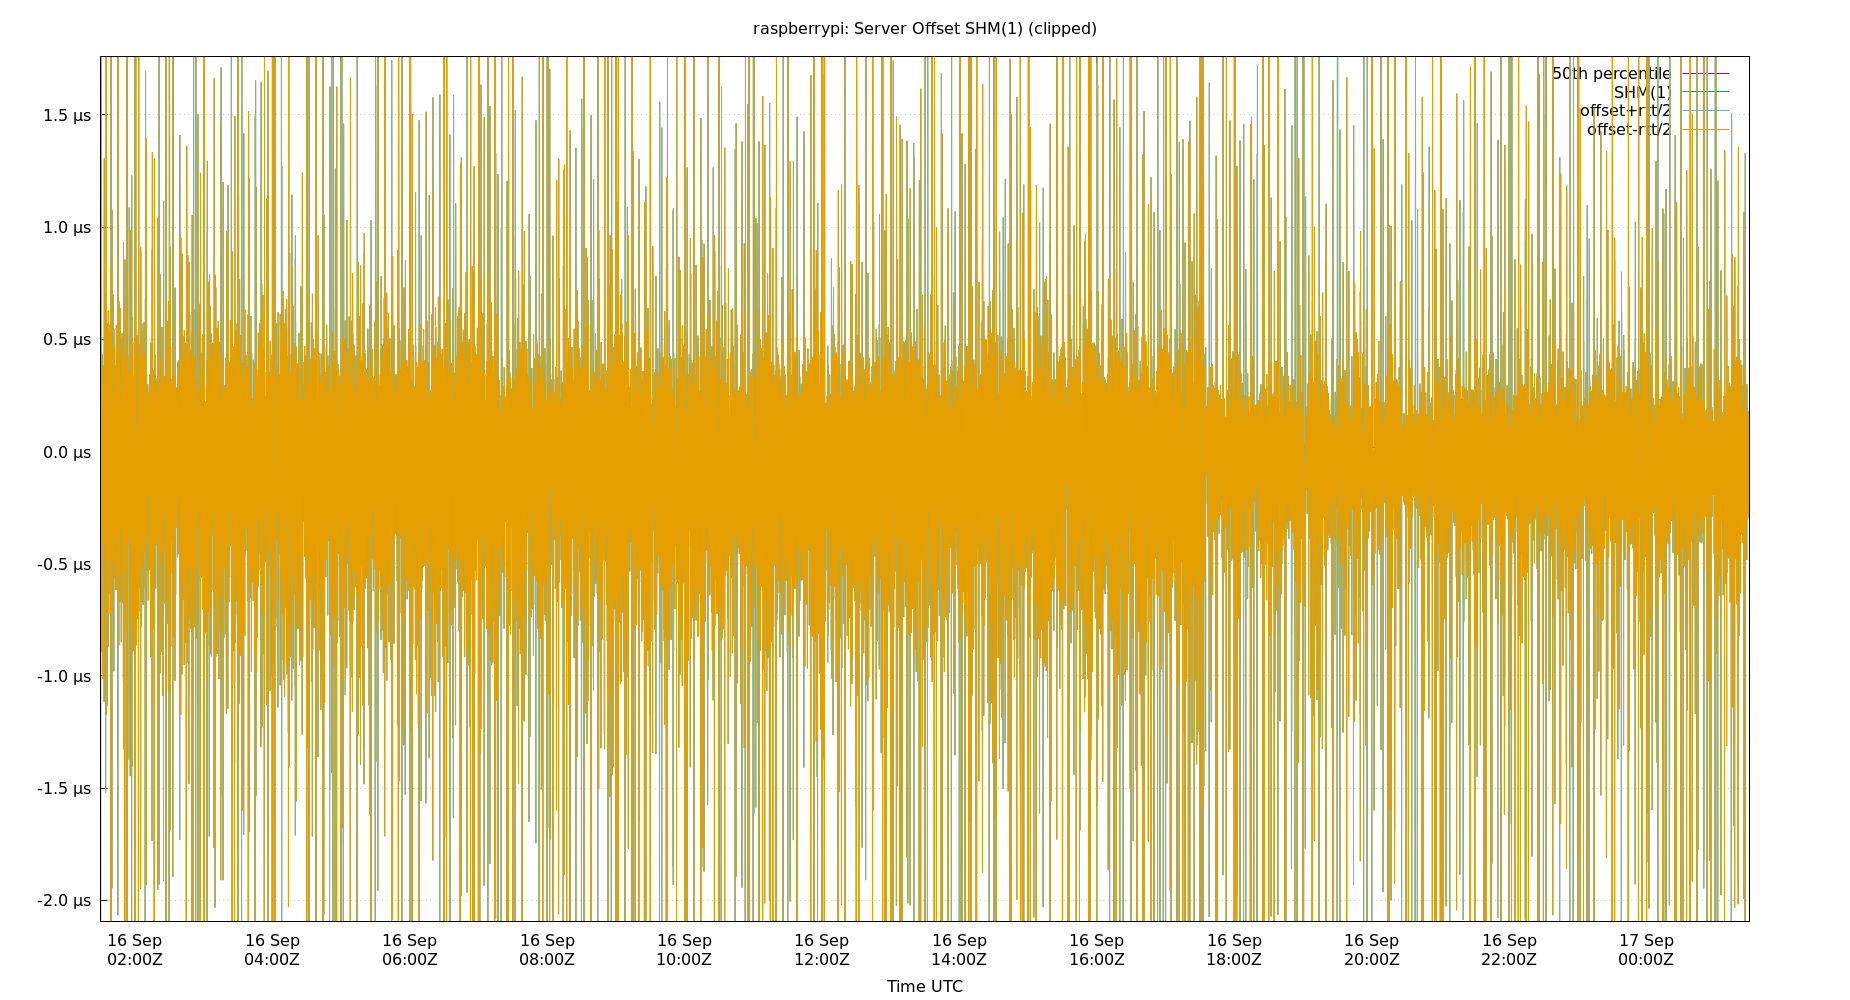 raspberrypi: Server Offset SHM(1) (clipped)
50th percentile
SHM(1)
offset+rtt/2
offset-rtt/2
1.5 µs
1.0 µs
0.5 µs
0.0 µs
-0.5 µs
-1.0 µs
-1.5 µs
-2.0 µs
16 Sep 16 Sep 16 Sep 16 Sep 16 Sep 16 Sep 16 Sep 16 Sep 16 Sep 16 Sep 16 Sep 17 Sep
02:00Z 04:00Z 06:00Z 08:00Z 10:00Z 12:00Z 14:00Z 16:00Z 18:00Z 20:00Z 22:00Z 00:00Z
Time UTC